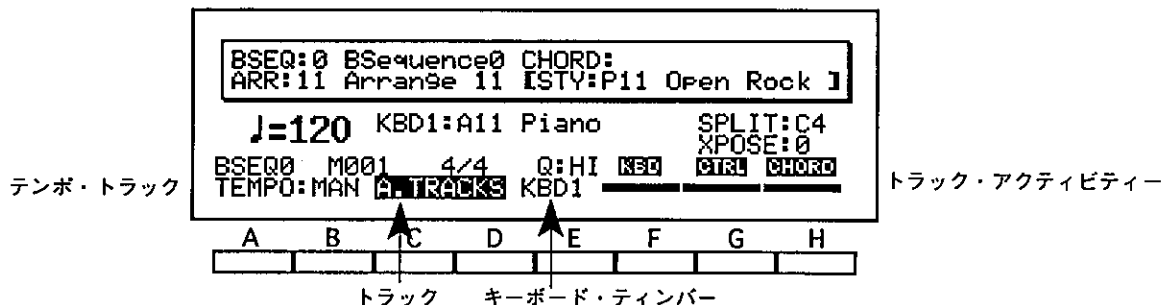 BSEQ:0 BSequence0 CHORD:
ARR:11 Arrange 11 [STY:P11 Open Rock ]
♩=120 KBD1:A11 Piano SPLIT:C4
XPOSE:0
BSEQ0 M001 4/4 Q:HI KBD CTRL CHORD
テンポ・トラック TEMPO:MAN A.TRACKS KBD1 トラック・アクティビティー
A B C D E F G H
トラック キーボード・ティンバー